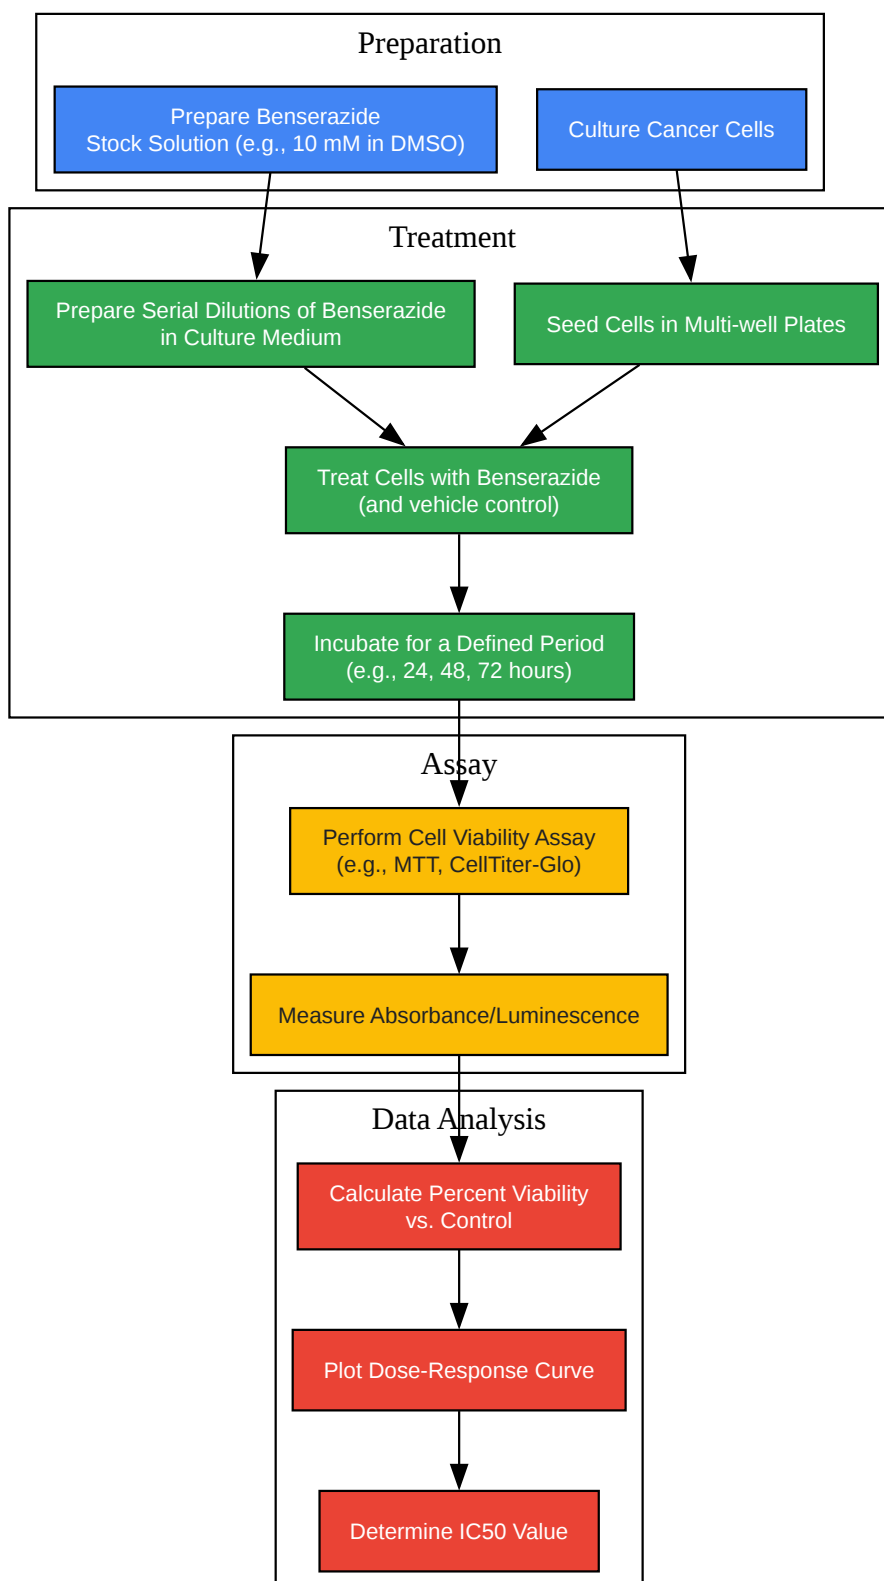 Preparation
Prepare Benserazide
Stock Solution (e.g., 10 mM in DMSO)
Culture Cancer Cells
Treatment
Prepare Serial Dilutions of Benserazide
in Culture Medium
Seed Cells in Multi-well Plates
Treat Cells with Benserazide
(and vehicle control)
Incubate for a Defined Period
(e.g., 24, 48, 72 hours)
Assay
Perform Cell Viability Assay
(e.g., MTT, CellTiter-Glo)
Measure Absorbance/Luminescence
Data Analysis
Calculate Percent Viability
vs. Control
Plot Dose-Response Curve
Determine IC50 Value